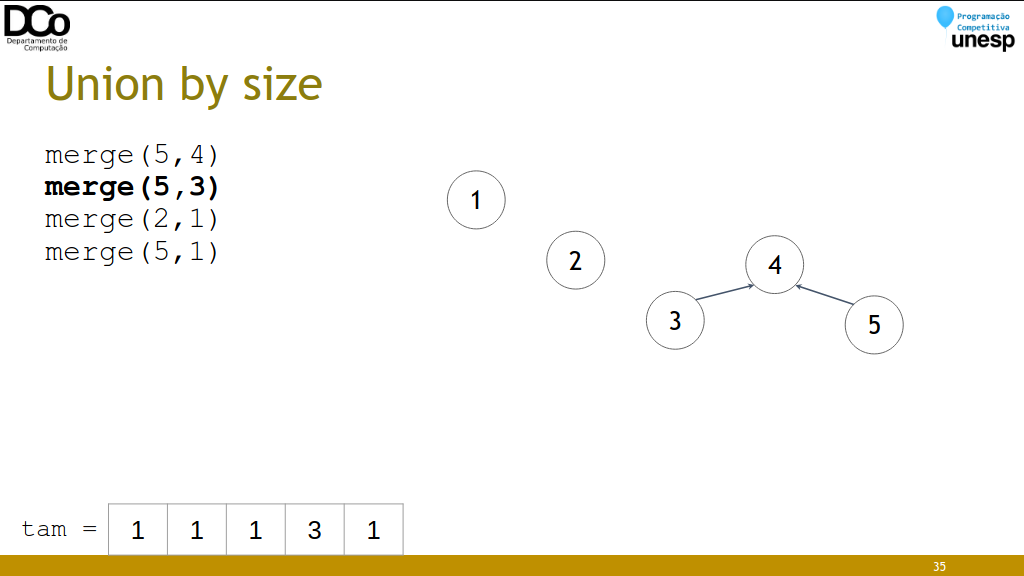 DCo
Departamento de
Computação
Programação
Competitiva
unesp
Union by size
merge(5,4)
merge(5,3)
merge(2,1)
merge(5,1)
1
2
4
3
5
tam = 1 1 1 3 1
35